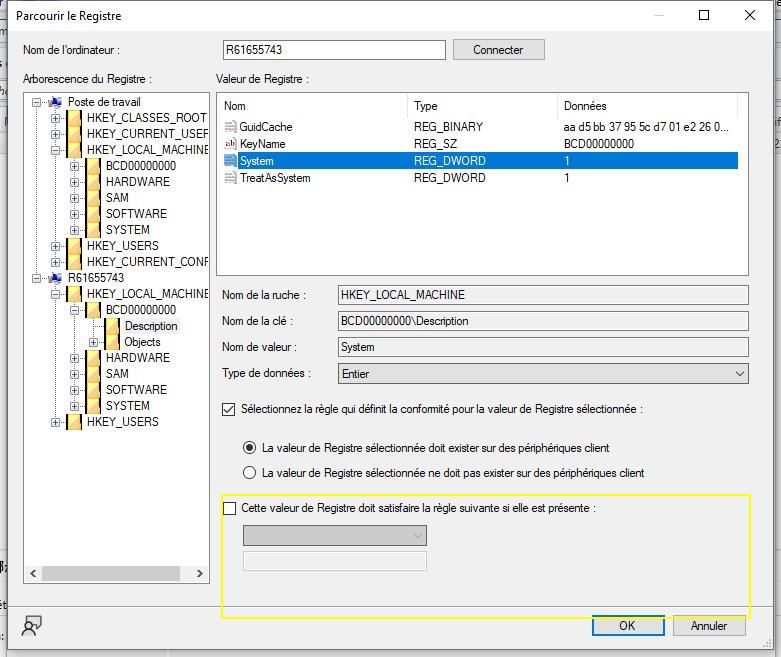 Parcourir le Registre
Nom de l'ordinateur :
R61655743
Connecter
Arborescence du Registre :
Poste de travail
HKEY_CLASSES_ROOT
HKEY_CURRENT_USEF
HKEY_LOCAL_MACHINE
BCD00000000
HARDWARE
SAM
SOFTWARE
SYSTEM
HKEY_USERS
HKEY_CURRENT_CONF
R61655743
HKEY_LOCAL_MACHINE
BCD00000000
Description
Objects
HARDWARE
SAM
SOFTWARE
SYSTEM
HKEY_USERS
Valeur de Registre :
Nom Type Données
GuidCache REG_BINARY aa d5 bb 37 95 5c d7 01 e2 26 0...
KeyName REG_SZ BCD00000000
System REG_DWORD 1
TreatAsSystem REG_DWORD 1
Nom de la ruche : HKEY_LOCAL_MACHINE
Nom de la clé : BCD00000000\Description
Nom de valeur : System
Type de données : Entier
Sélectionnez la règle qui définit la conformité pour la valeur de Registre sélectionnée :
La valeur de Registre sélectionnée doit exister sur des périphériques client
La valeur de Registre sélectionnée ne doit pas exister sur des périphériques client
Cette valeur de Registre doit satisfaire la règle suivante si elle est présente :
OK
Annuler